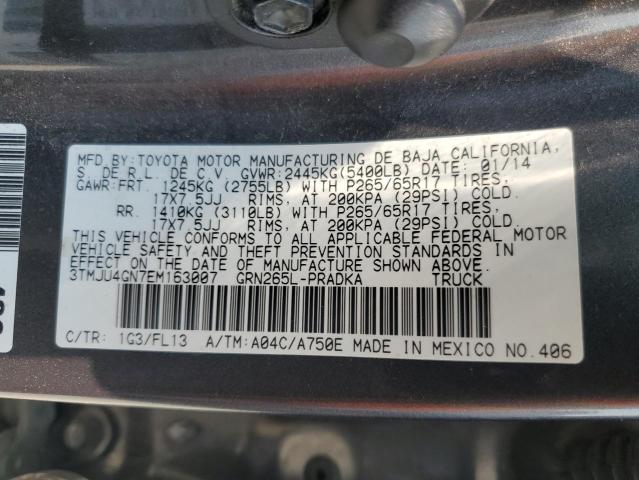 MFD. BY: TOYOTA MOTOR MANUFACTURING DE BAJA CALIFORNIA,
S. DE R.L. DE C.V. GVWR: 2445KG(5400LB) DATE: 01/14
GAWR:FRT. 1245KG (2755LB) WITH P265/65R17 TIRES,
17X7.5JJ RIMS, AT 200KPA (29PSI) COLD.
RR. 1410KG (3110LB) WITH P265/65R17 TIRES,
17X7.5JJ RIMS, AT 200KPA (29PSI) COLD.
THIS VEHICLE CONFORMS TO ALL APPLICABLE FEDERAL MOTOR
VEHICLE SAFETY AND THEFT PREVENTION STANDARDS IN
EFFECT ON THE DATE OF MANUFACTURE SHOWN ABOVE.
3TMJU4GN7EM163007 GRN265L-PRADKA TRUCK
C/TR: 1G3/FL13 A/TM:A04C/A750E MADE IN MEXICO NO.406